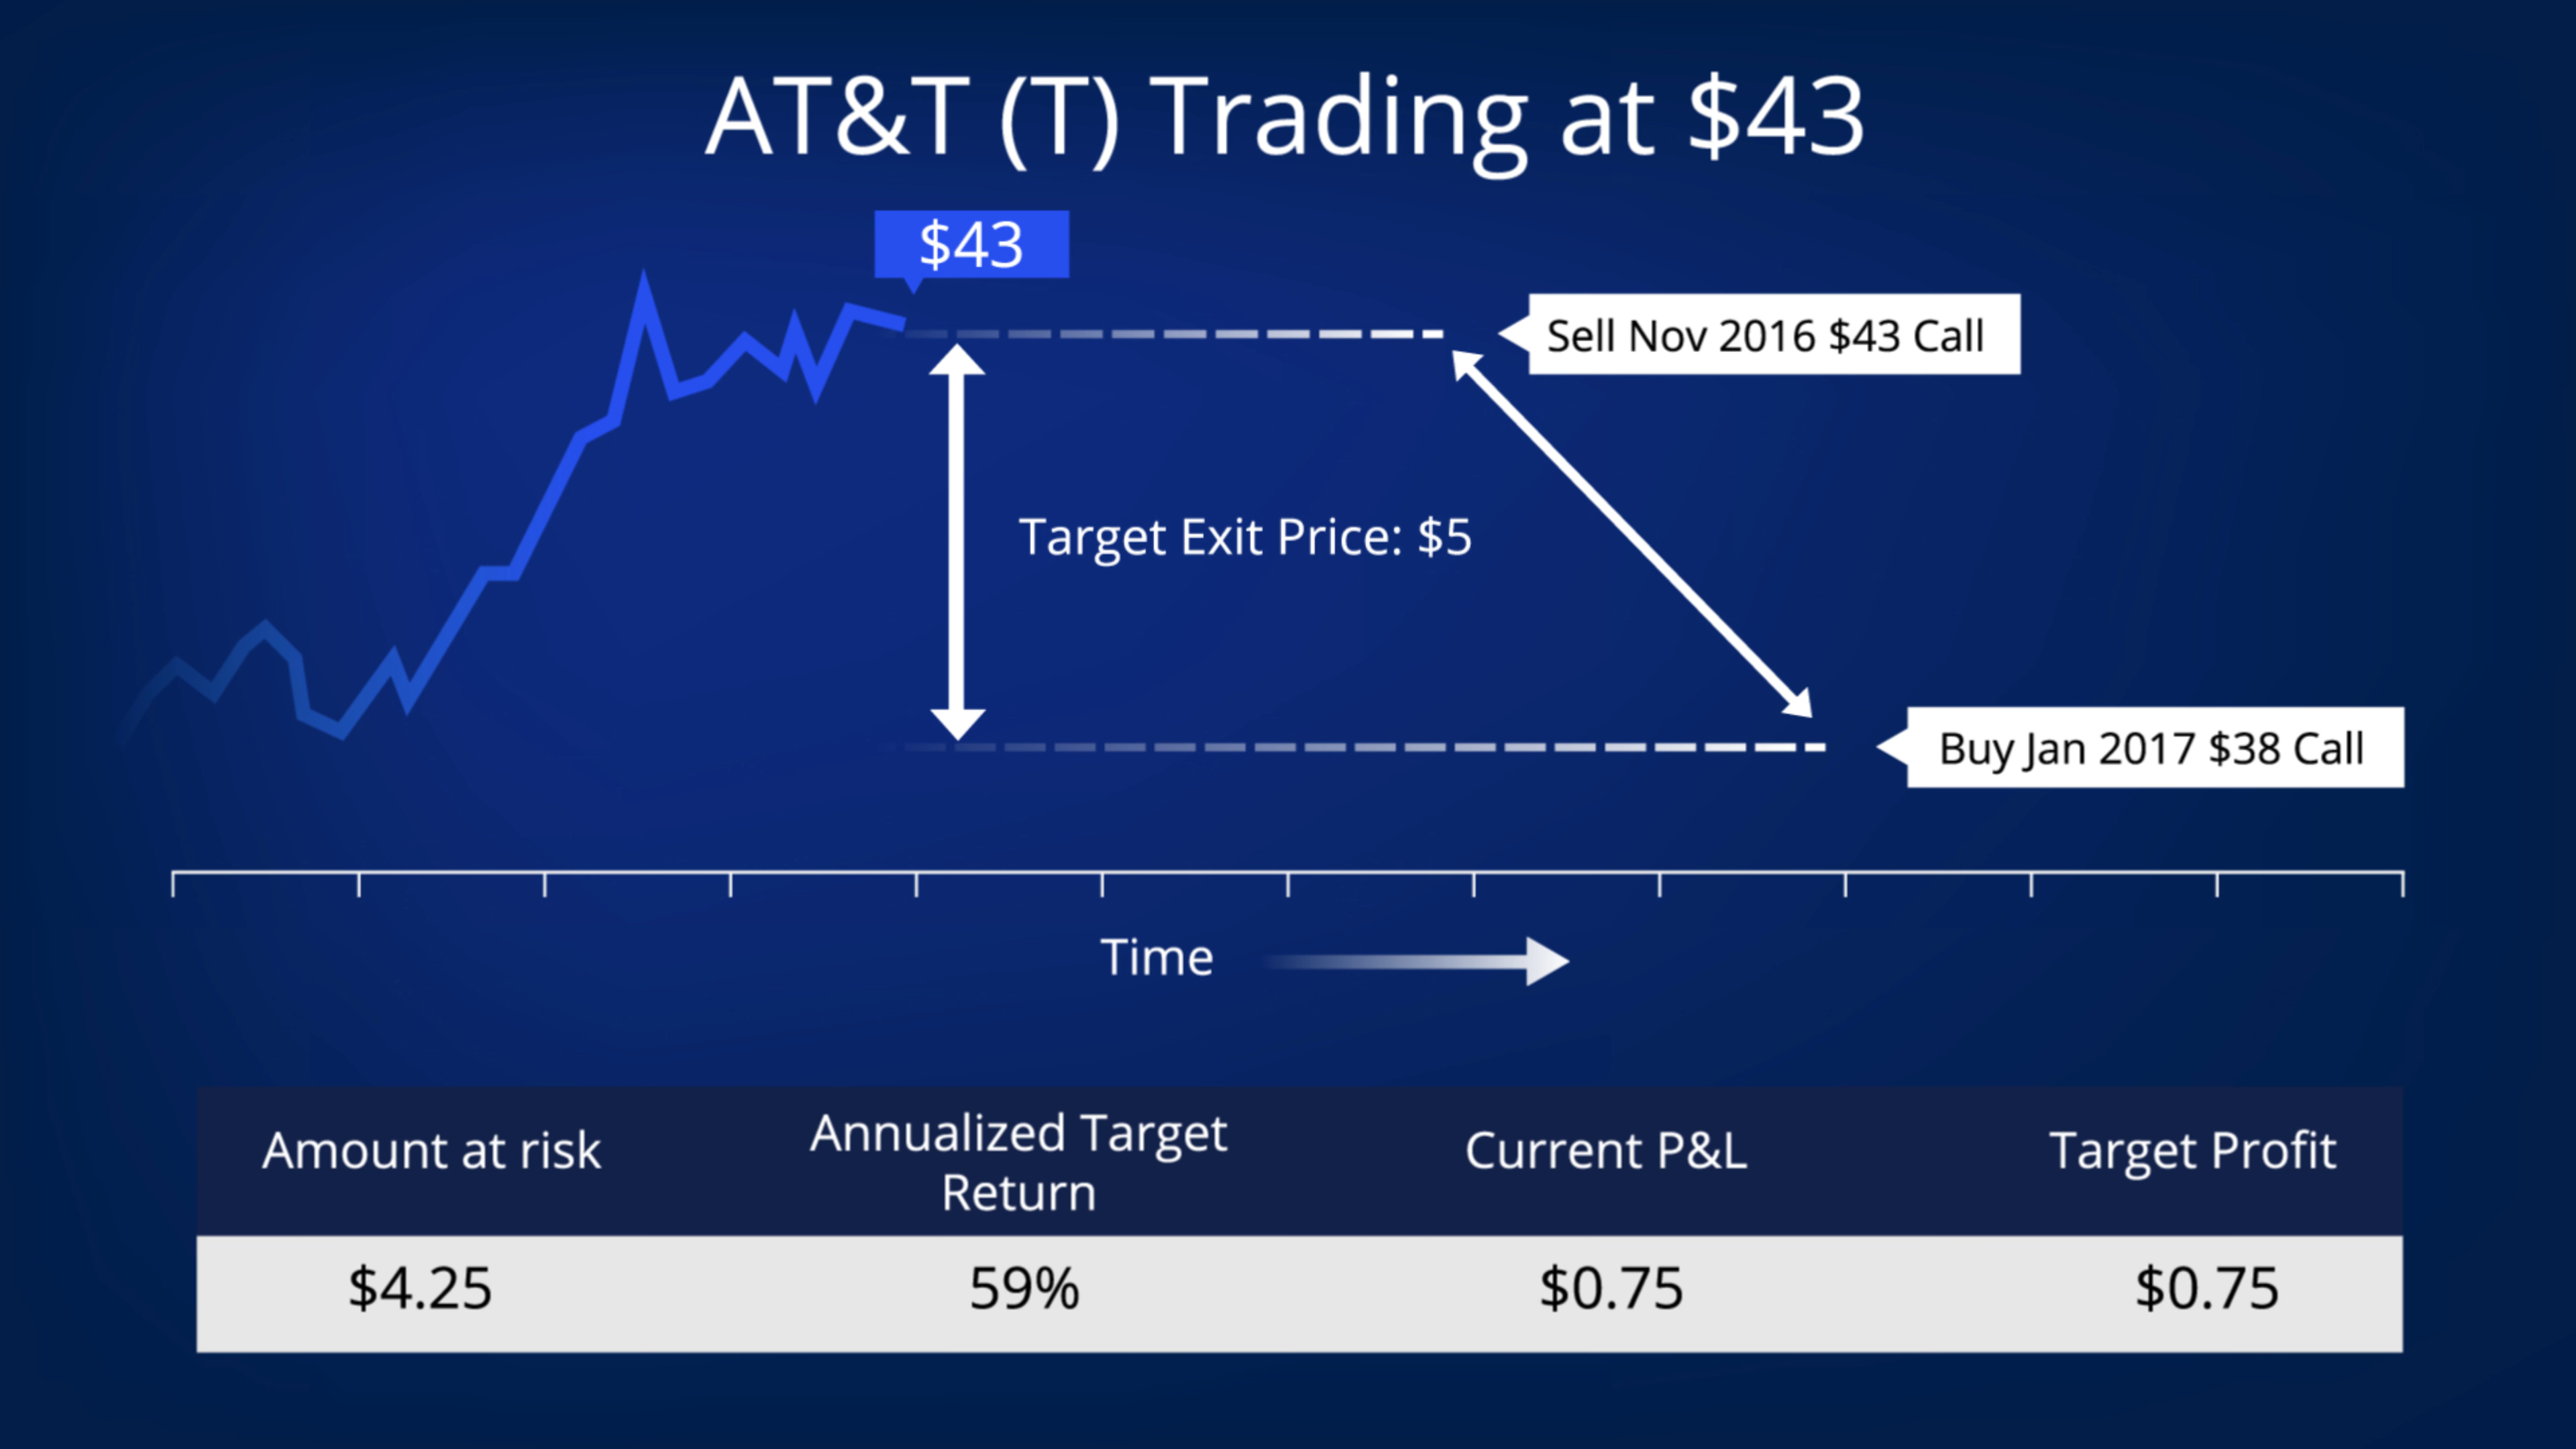 AT&T (T) Trading at $43
$43
Sell Nov 2016 $43 Call
Target Exit Price: $5
Buy Jan 2017 $38 Call
Time
Amount at risk
Annualized Target
Return
Current P&L
Target Profit
$4.25
59%
$0.75
$0.75